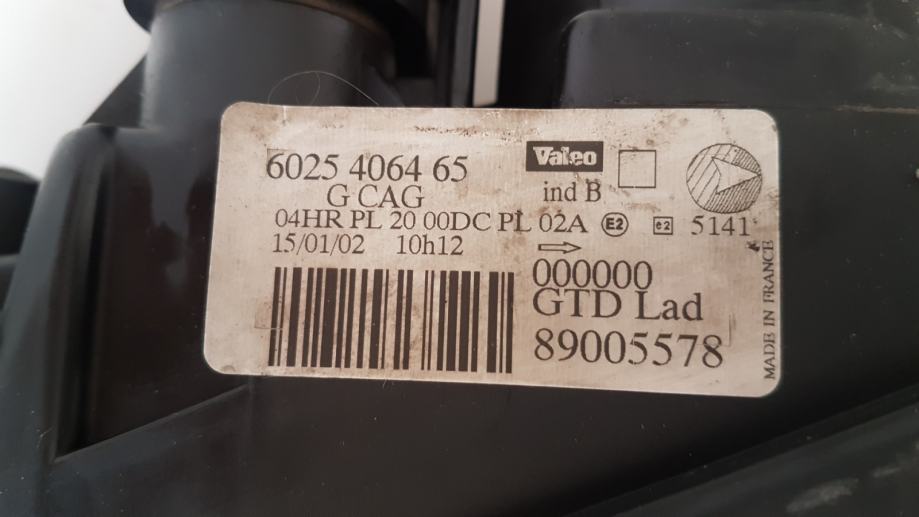 6025 4064 65
Valeo
G CAG
ind B
04HR PL 20 00DC PL 02A E2 e2 5141
15/01/02 10h12
000000
GTD Lad
89005578
MADE IN FRANCE